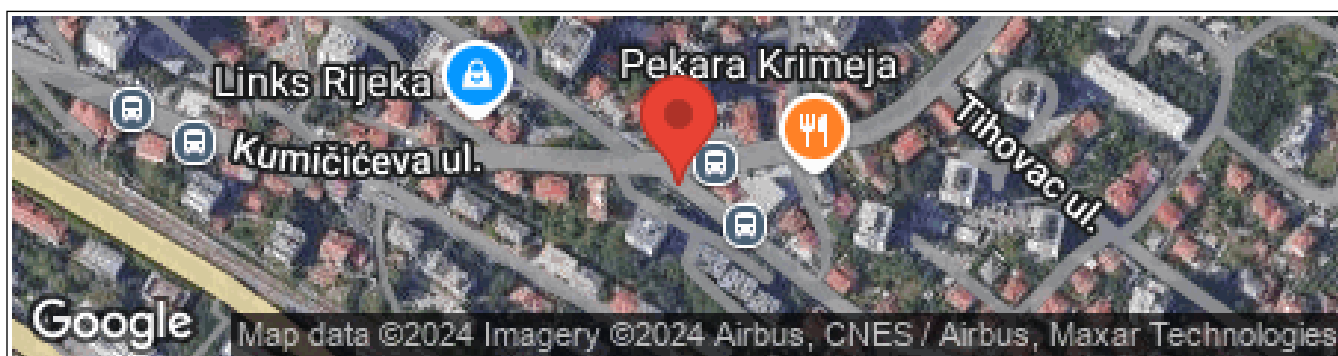 Pekara Krimeja
Links Rijeka
Kumičićeva ul.
Tihovac ul.
Google
Map data ©2024 Imagery ©2024 Airbus, CNES / Airbus, Maxar Technologies